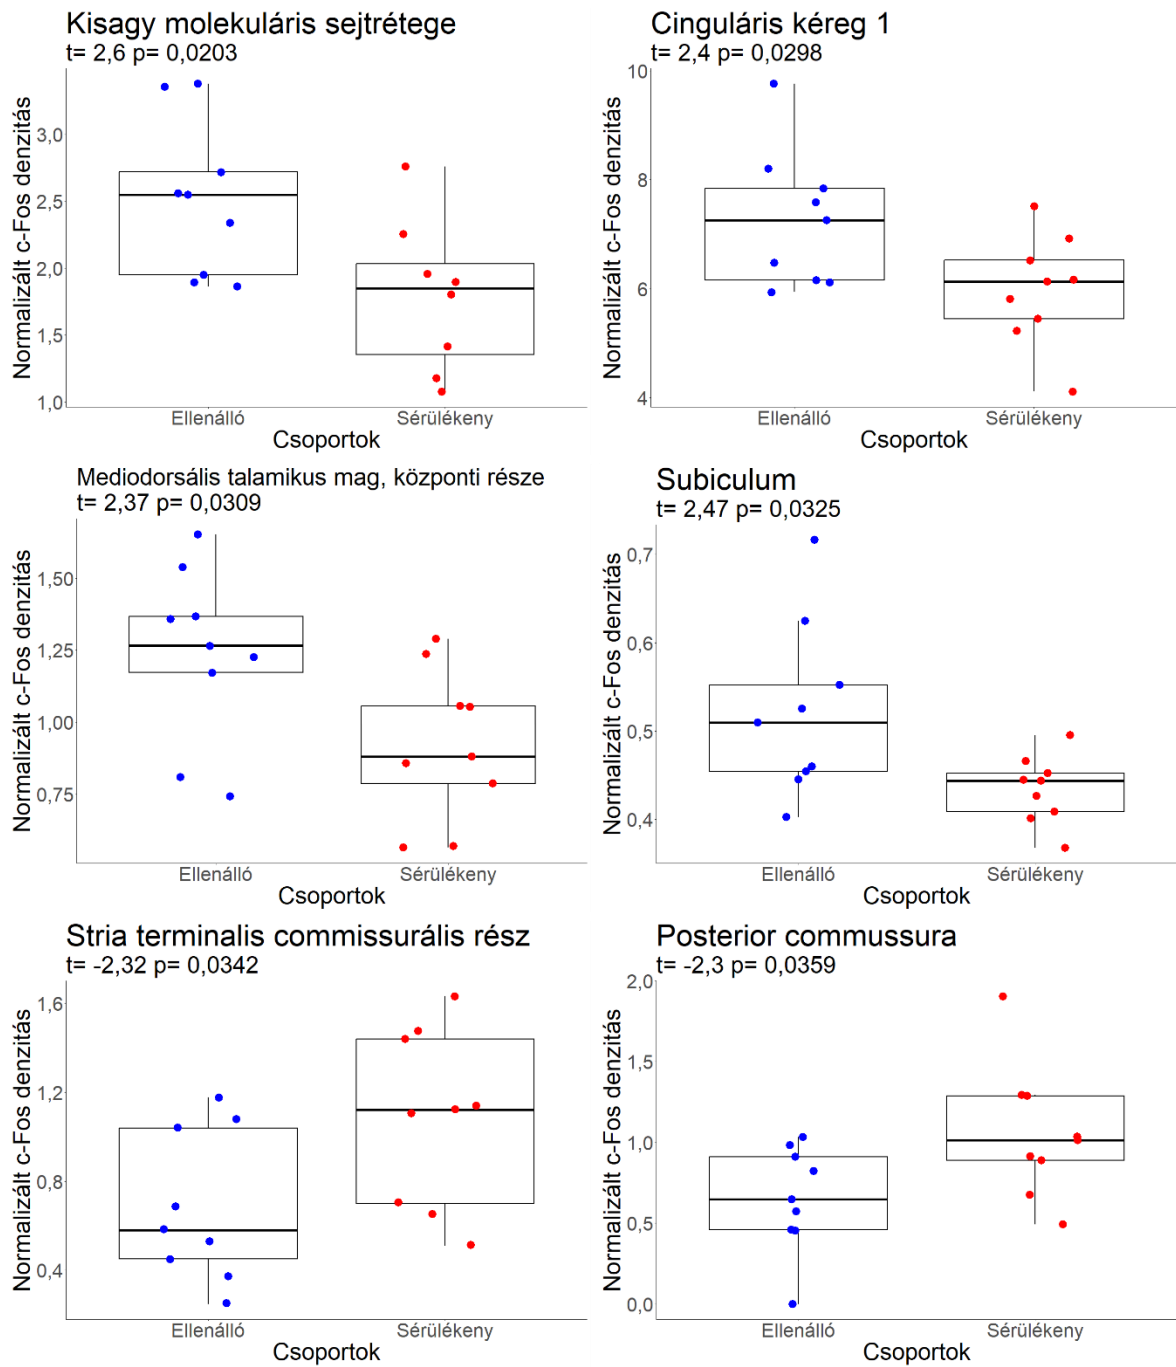 Kisagy molekuláris sejtrétege
t= 2,6 p= 0,0203
Normalizált c-Fos denzitás
3,0
2,5
2,0
1,5
1,0
Ellenálló Sérülékeny
Csoportok
Cinguláris kéreg 1
t= 2,4 p= 0,0298
Normalizált c-Fos denzitás
10
8
6
4
Ellenálló Sérülékeny
Csoportok
Mediodorsális talamikus mag, központi része
t= 2,37 p= 0,0309
Normalizált c-Fos denzitás
1,50
1,25
1,00
0,75
Ellenálló Sérülékeny
Csoportok
Subiculum
t= 2,47 p= 0,0325
Normalizált c-Fos denzitás
0,7
0,6
0,5
0,4
Ellenálló Sérülékeny
Csoportok
Stria terminalis commissurális rész
t= -2,32 p= 0,0342
Normalizált c-Fos denzitás
1,6
1,2
0,8
0,4
Ellenálló Sérülékeny
Csoportok
Posterior commussura
t= -2,3 p= 0,0359
Normalizált c-Fos denzitás
2,0
1,5
1,0
0,5
0,0
Ellenálló Sérülékeny
Csoportok